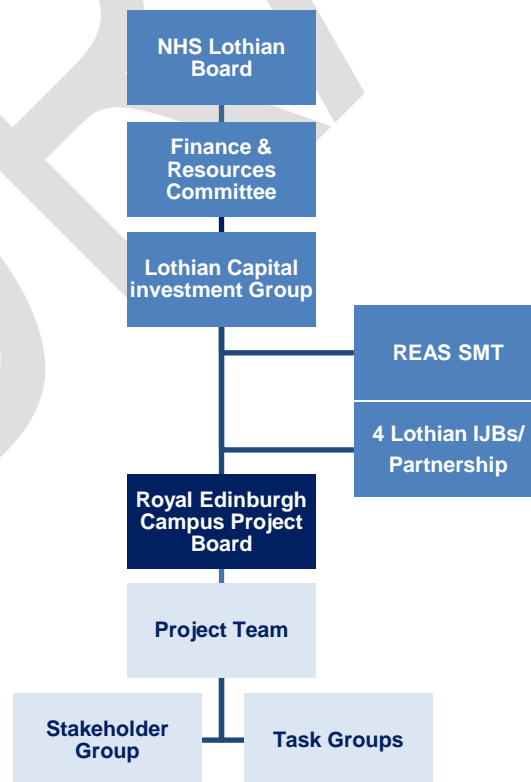 NHS Lothian
Board
Finance &
Resources
Committee
Lothian Capital
investment Group
REAS SMT
4 Lothian IJBs/
Partnership
Royal Edinburgh
Campus Project
Board
Project Team
Stakeholder
Group
Task Groups